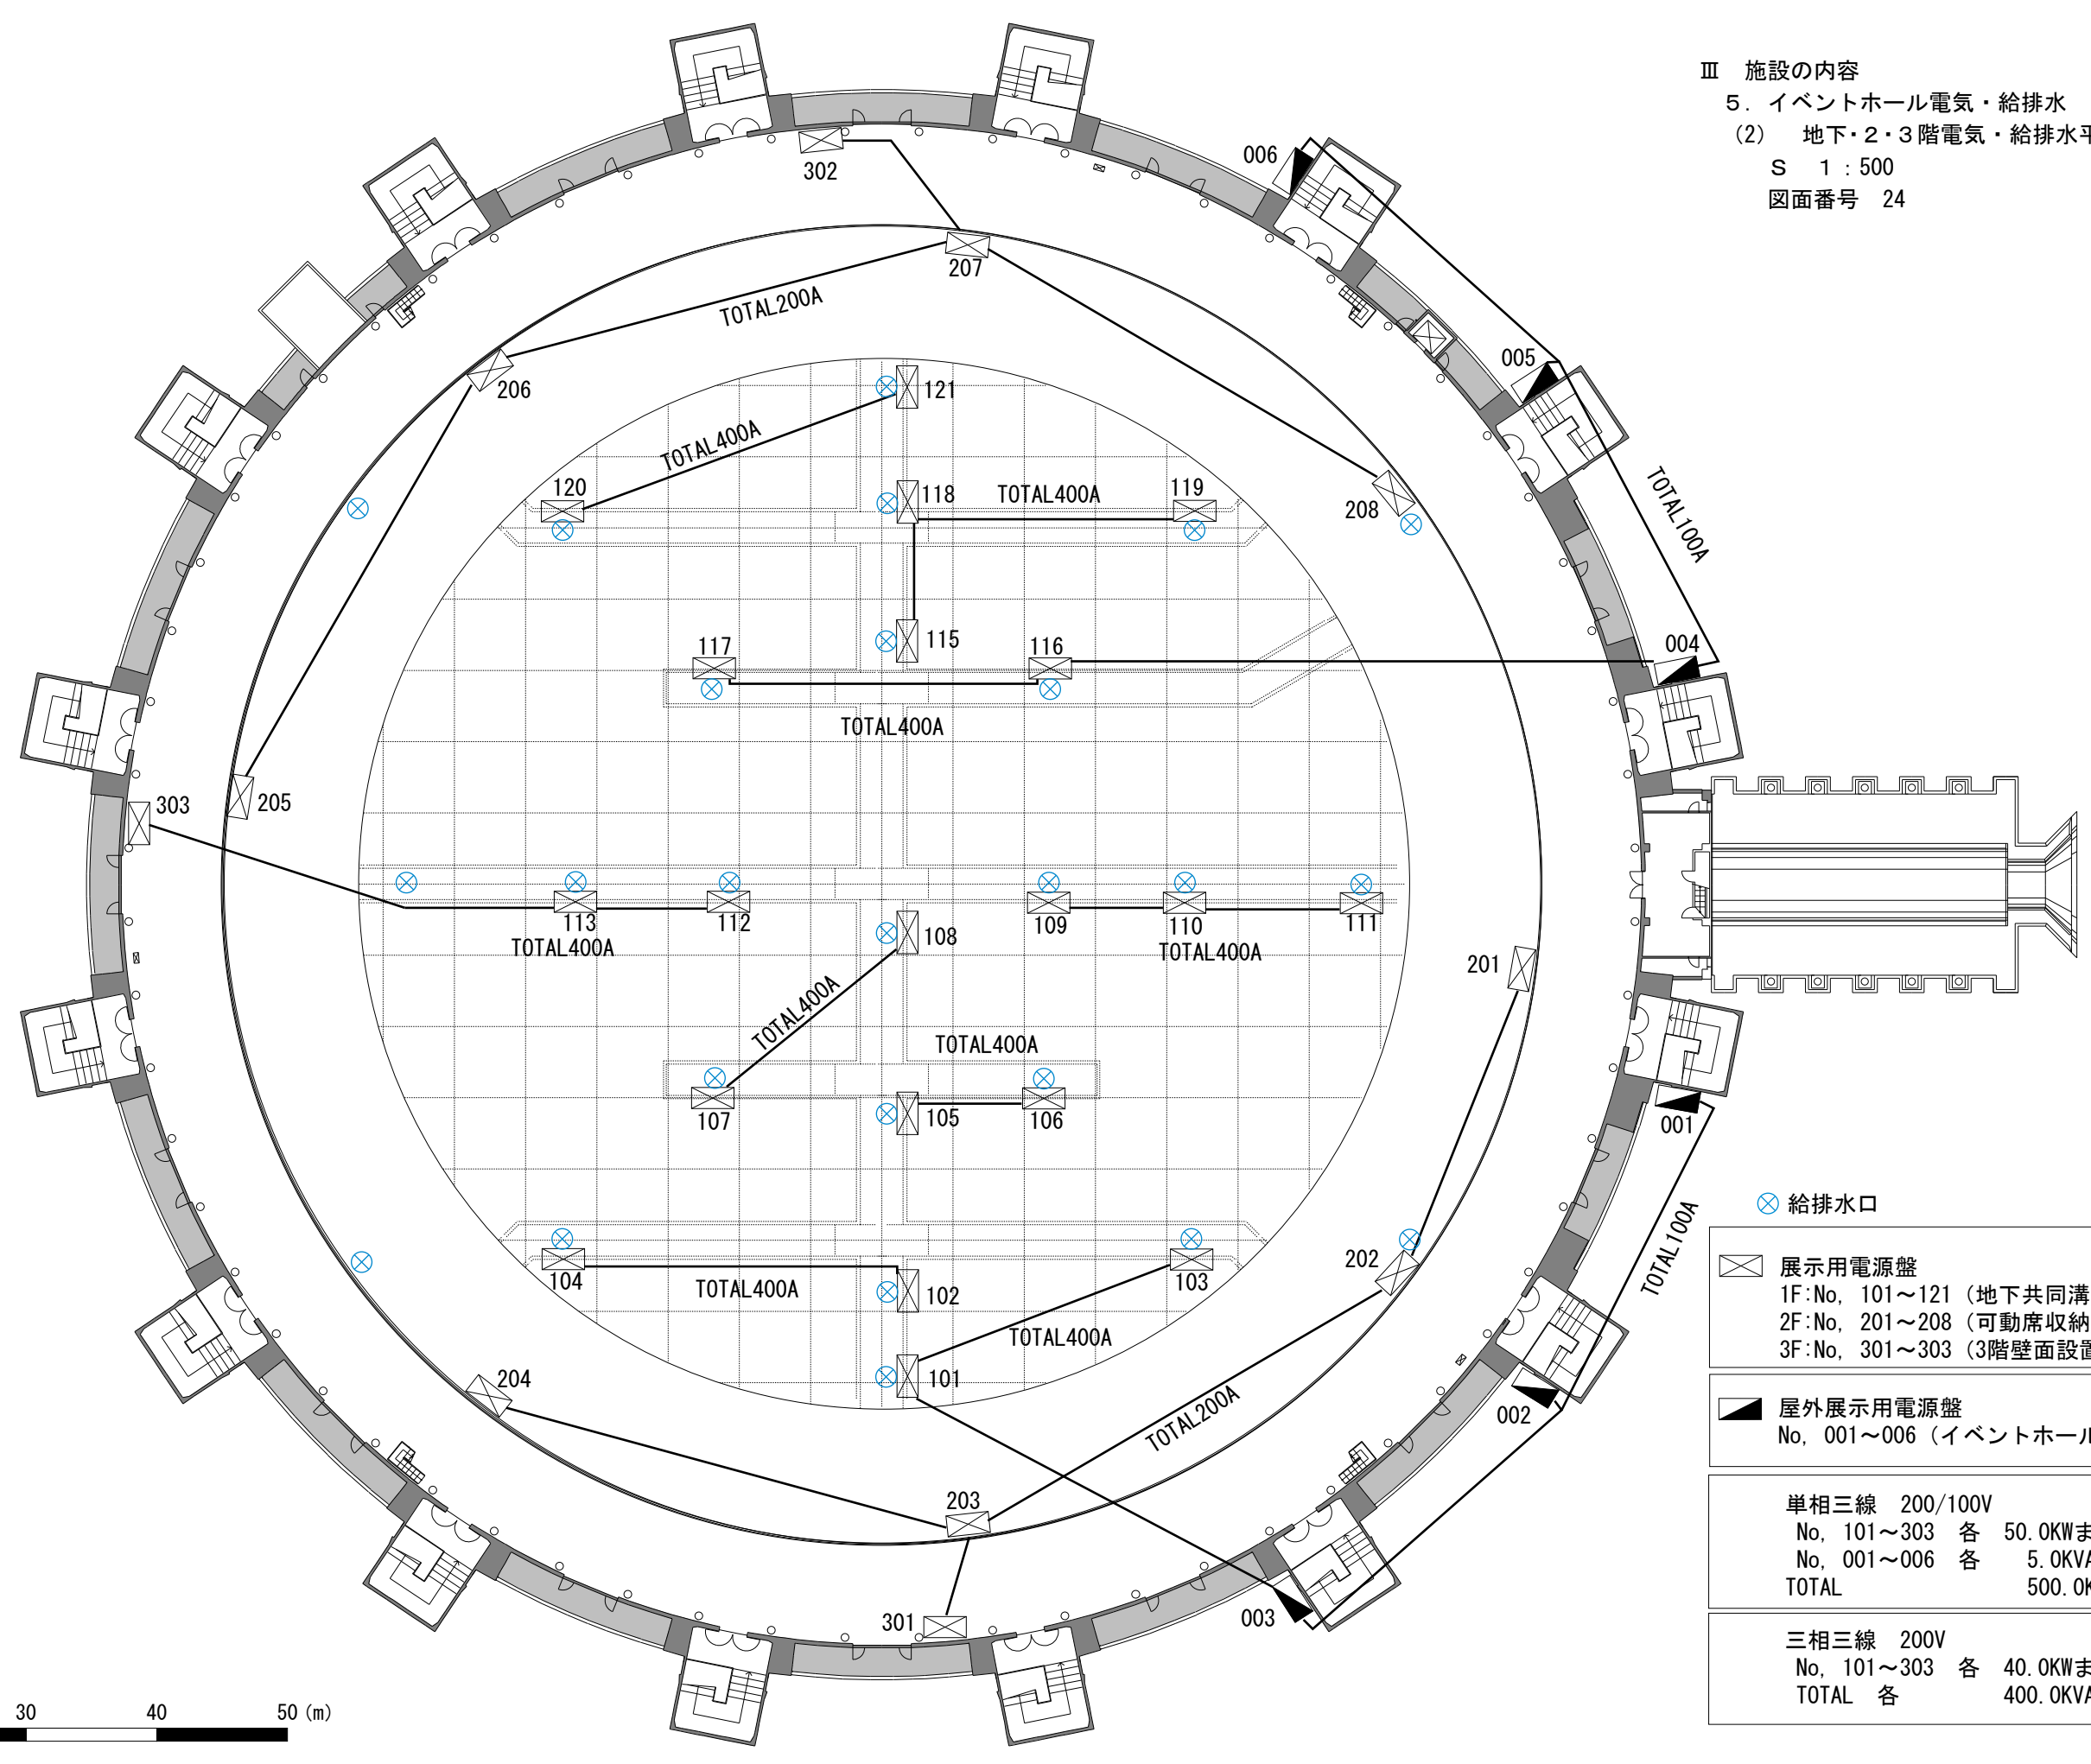 Ⅲ　施設の内容
５．イベントホール電気・給排水
(2)　地下・２・３階電気・給排水平
Ｓ　１：500
図面番号　24
302
006
207
TOTAL200A
005
206
121
TOTAL400A
120
118
TOTAL400A
119
208
TOTAL100A
117
115
116
004
TOTAL400A
303
205
113
112
109
110
111
TOTAL400A
108
TOTAL400A
201
TOTAL400A
TOTAL400A
107
105
106
001
104
TOTAL400A
102
103
202
TOTAL100A
TOTAL400A
101
204
002
TOTAL200A
203
301
003
給排水口
展示用電源盤
1F:No, 101～121（地下共同溝
2F:No, 201～208（可動席収納
3F:No, 301～303（3階壁面設置
屋外展示用電源盤
No, 001～006（イベントホール
単相三線　200/100V
No, 101～303　各　50.0KWま
No, 001～006　各　5.0KVA
TOTAL　500.0K
三相三線　200V
No, 101～303　各　40.0KWま
TOTAL　各　400.0KVA
30　40　50 (m)